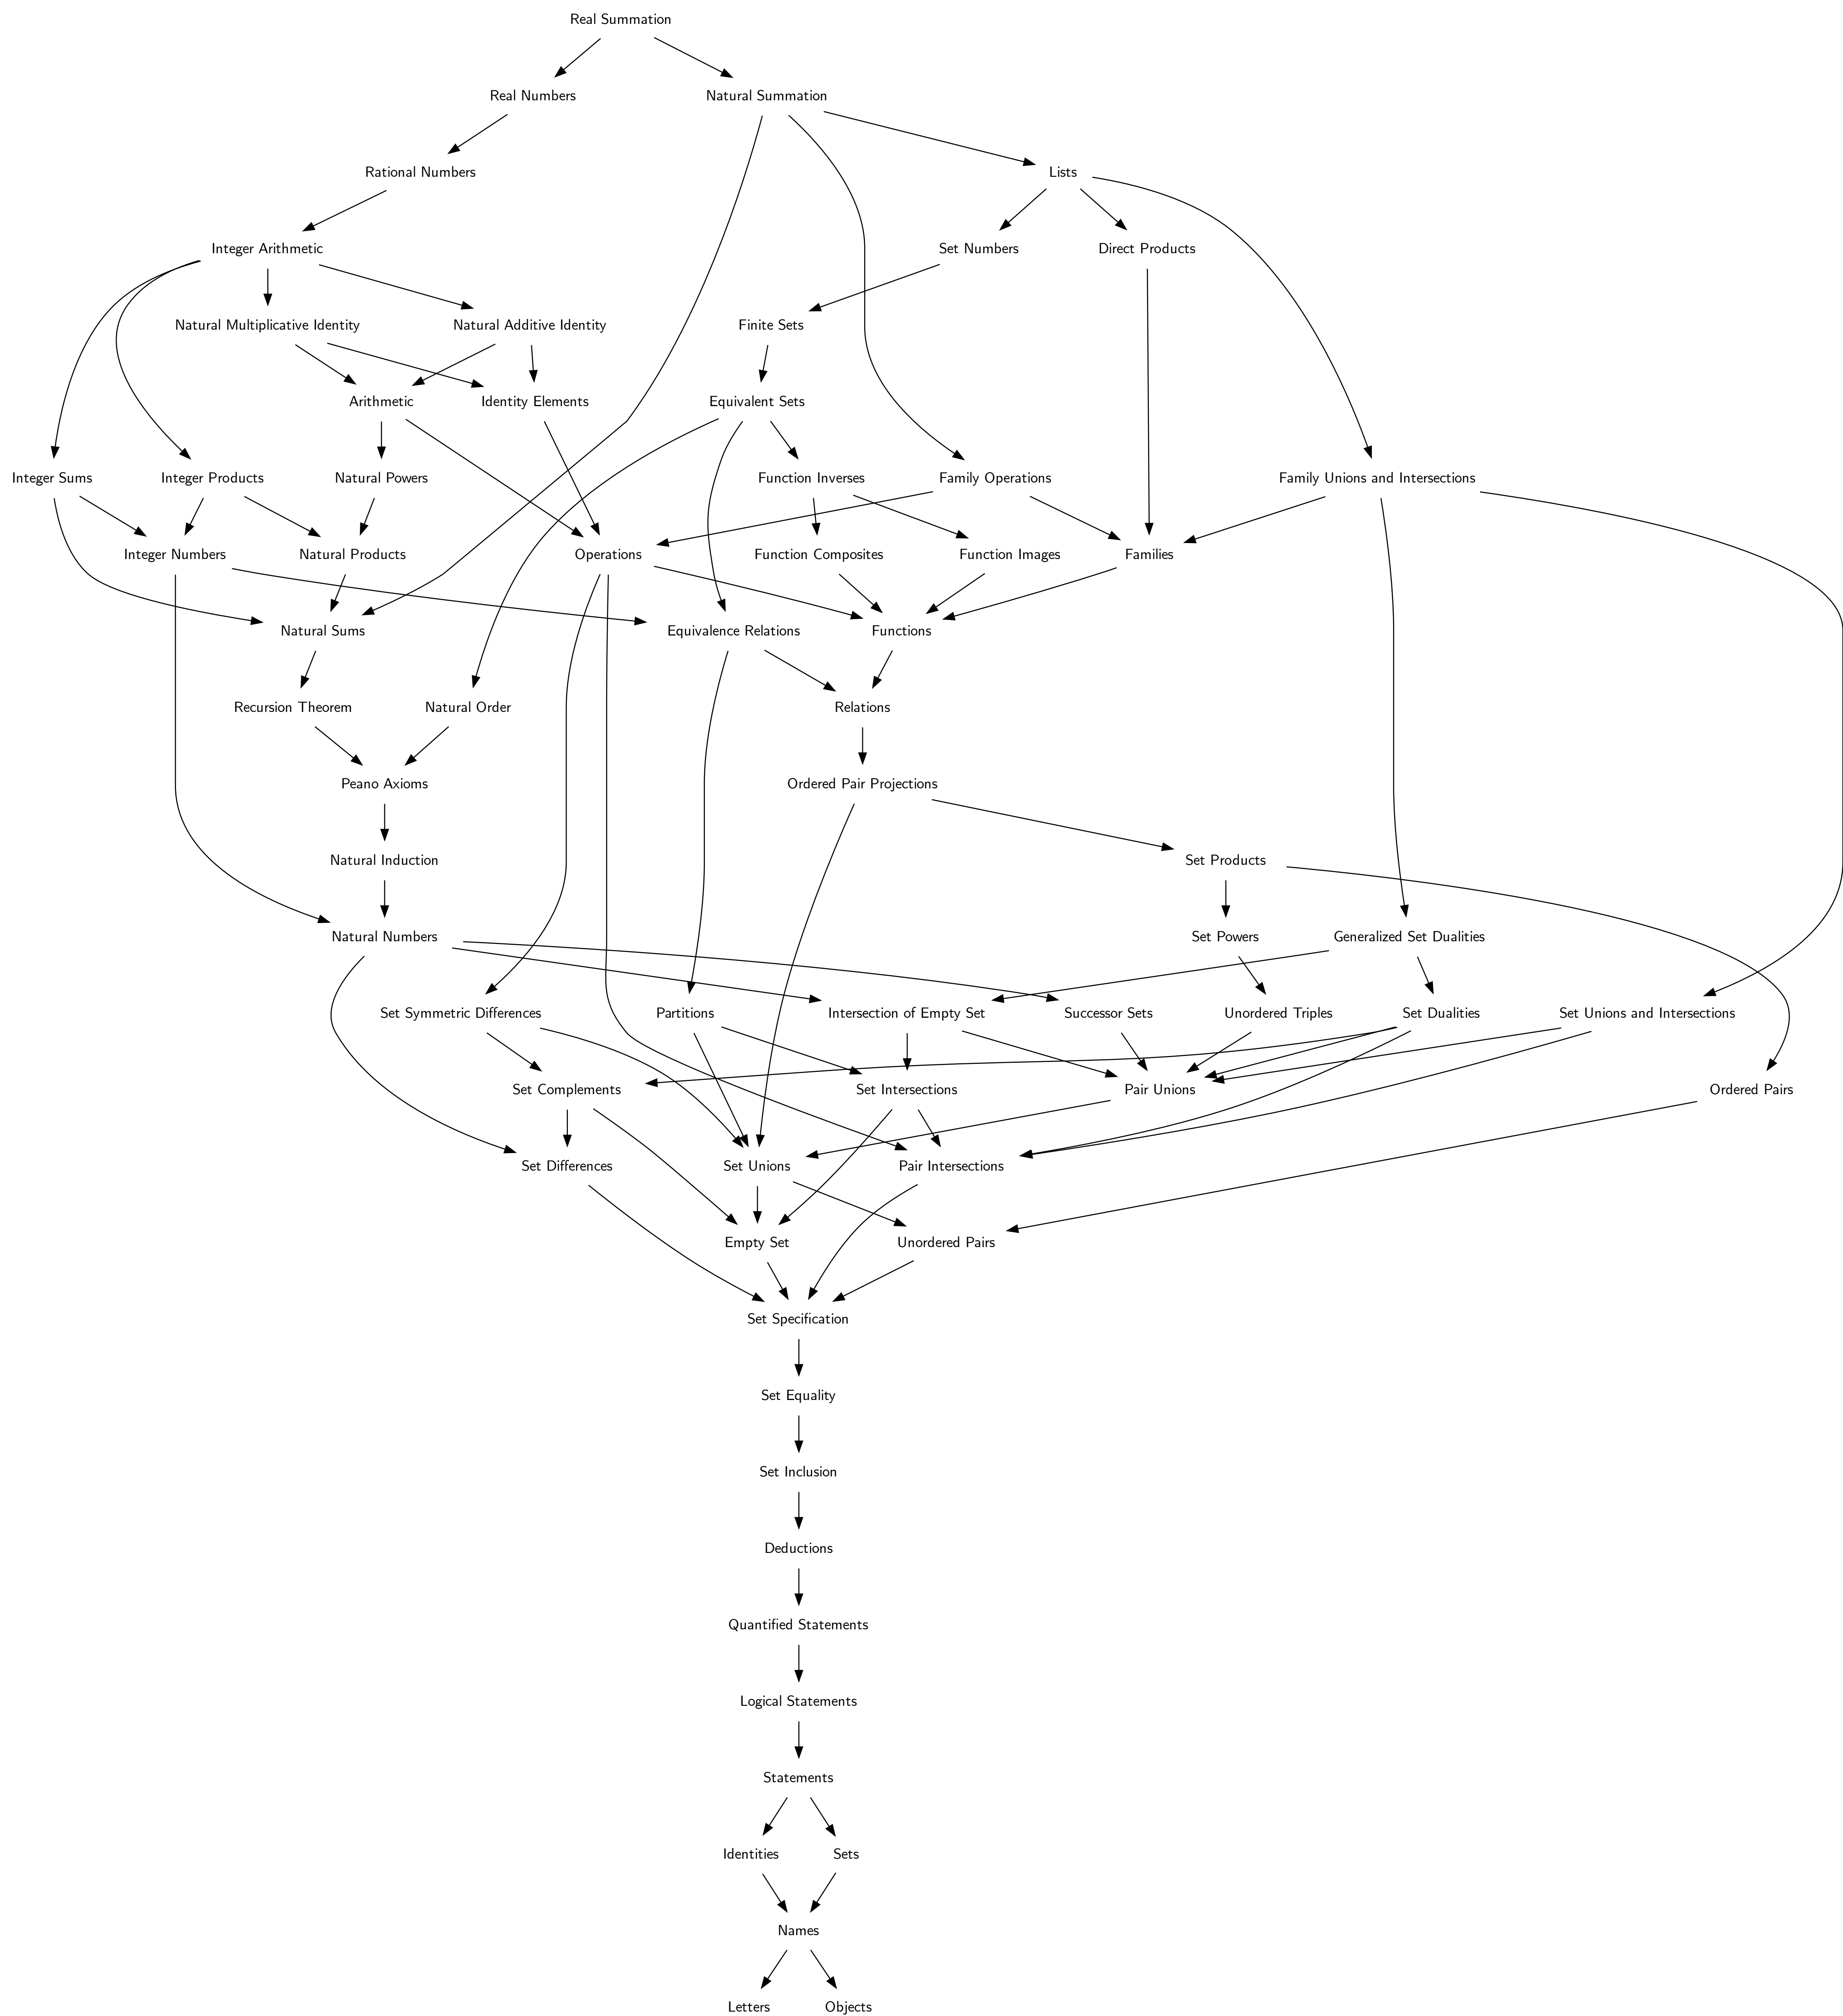 Real Summation
Real Numbers
Natural Summation
Rational Numbers
Lists
Integer Arithmetic
Set Numbers
Direct Products
Natural Multiplicative Identity
Natural Additive Identity
Finite Sets
Arithmetic
Identity Elements
Equivalent Sets
Integer Sums
Integer Products
Natural Powers
Function Inverses
Family Operations
Family Unions and Intersections
Integer Numbers
Natural Products
Operations
Function Composites
Function Images
Families
Natural Sums
Equivalence Relations
Functions
Recursion Theorem
Natural Order
Relations
Peano Axioms
Ordered Pair Projections
Natural Induction
Set Products
Natural Numbers
Set Powers
Generalized Set Dualities
Set Symmetric Differences
Partitions
Intersection of Empty Set
Successor Sets
Unordered Triples
Set Dualities
Set Unions and Intersections
Set Complements
Set Intersections
Pair Unions
Ordered Pairs
Set Differences
Set Unions
Pair Intersections
Empty Set
Unordered Pairs
Set Specification
Set Equality
Set Inclusion
Deductions
Quantified Statements
Logical Statements
Statements
Identities
Sets
Names
Letters
Objects